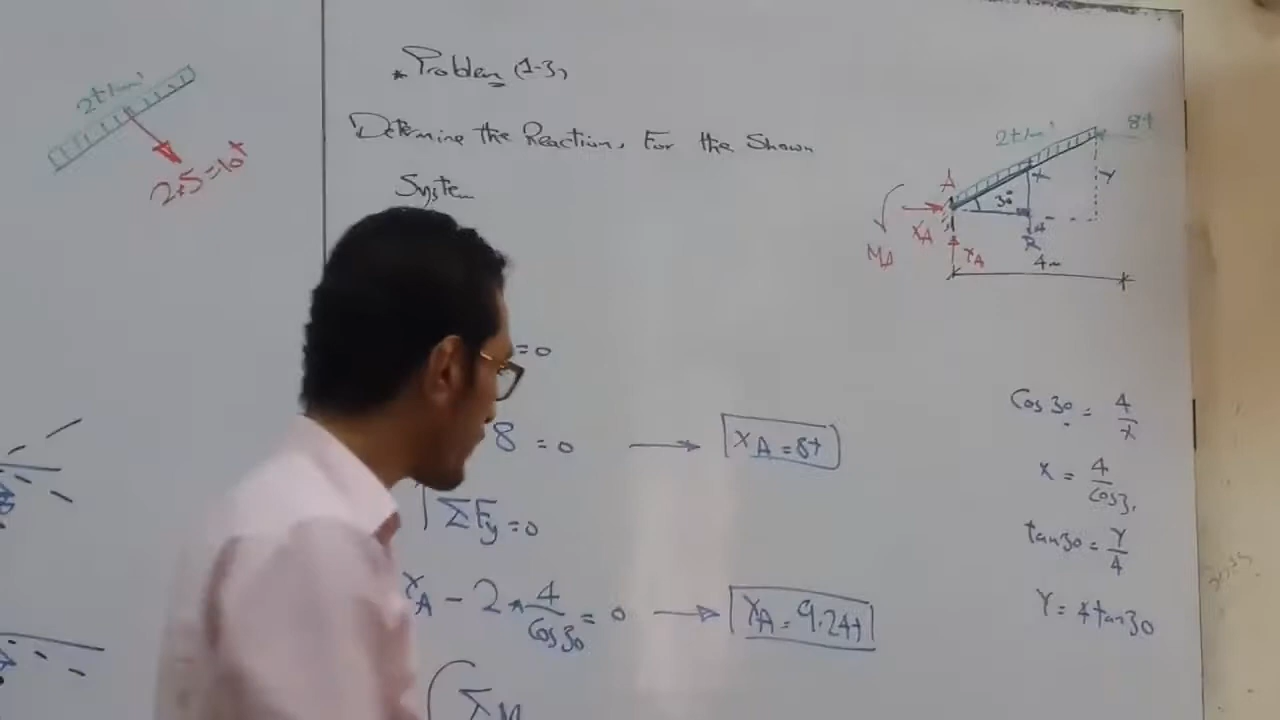 2t/m'
2*5=10t
* Problem (1-3)
Determine the Reactions For the Shown
System
2t/m'
8t
A
30
X
Y
XA
MA
YA
R
4m
= 0
8 = 0 → XA = 8t
ΣFy = 0
YA - 2 * 4/cos30 = 0 → YA = 9.24t
ΣM
Cos 30 = 4/x
x = 4/cos30
tan30 = Y/4
Y = 4 tan30